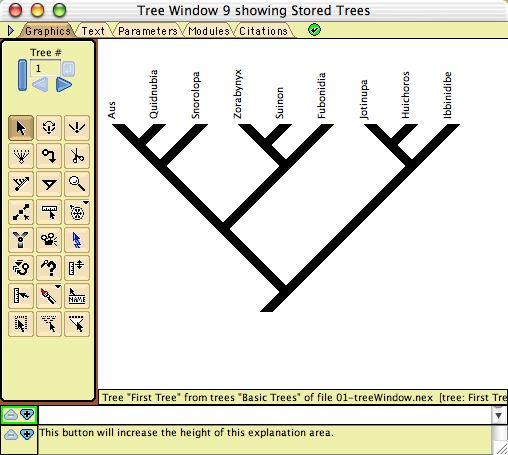 Tree Window 9 showing Stored Trees
Graphics Text Parameters Modules Citations
Tree #
1
Aus
Quidnubia
Snorolopa
Zorabynyx
Suinon
Fubonidia
Jotinupa
Huichoros
Ibbinidibe
NAME
Tree "First Tree" from trees "Basic Trees" of file 01-treeWindow.nex [tree: First Tre
This button will increase the height of this explanation area.